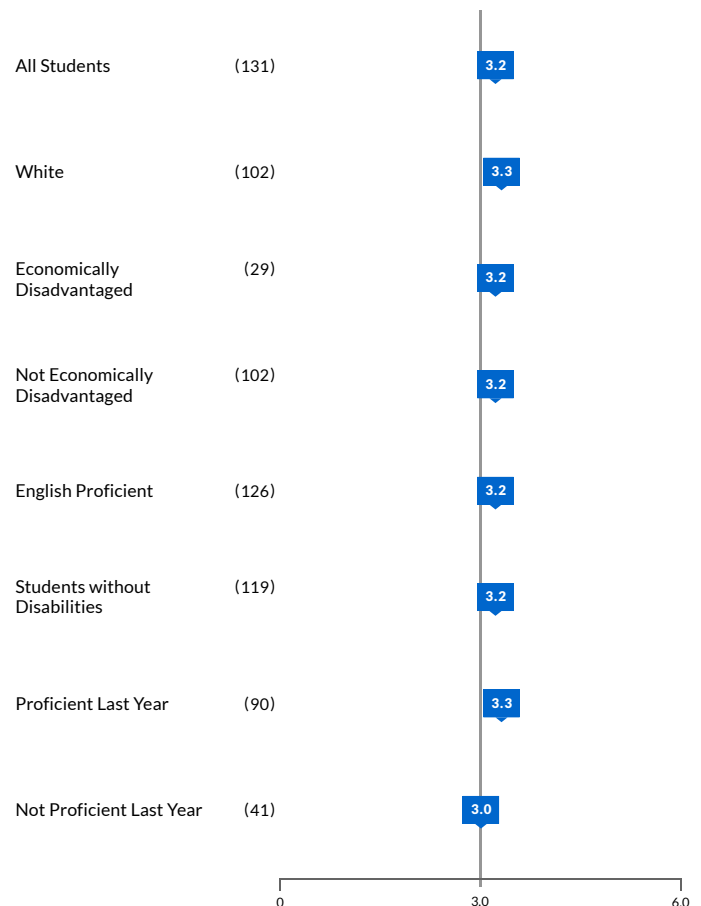 All Students (131) 3.2
White (102) 3.3
Economically (29)
Disadvantaged 3.2
Not Economically (102)
Disadvantaged 3.2
English Proficient (126) 3.2
Students without (119)
Disabilities 3.2
Proficient Last Year (90) 3.3
Not Proficient Last Year (41) 3.0
0 3.0 6.0